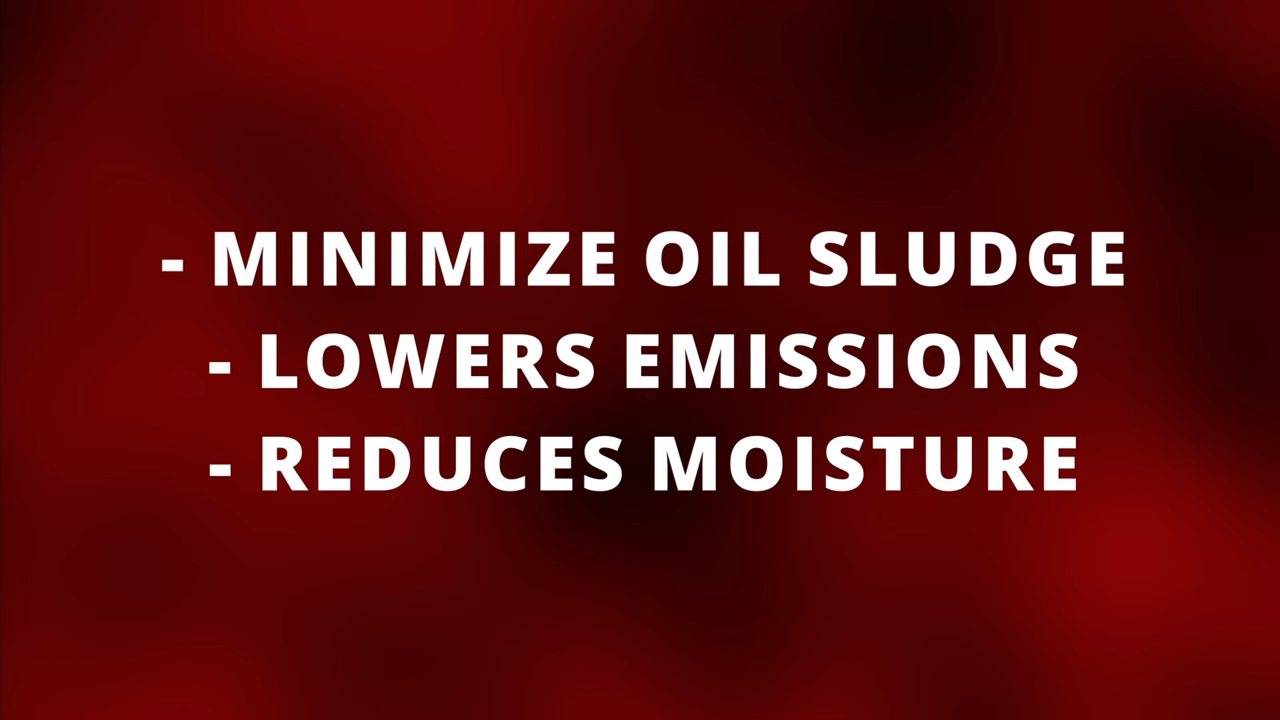 - MINIMIZE OIL SLUDGE
- LOWERS EMISSIONS
- REDUCES MOISTURE